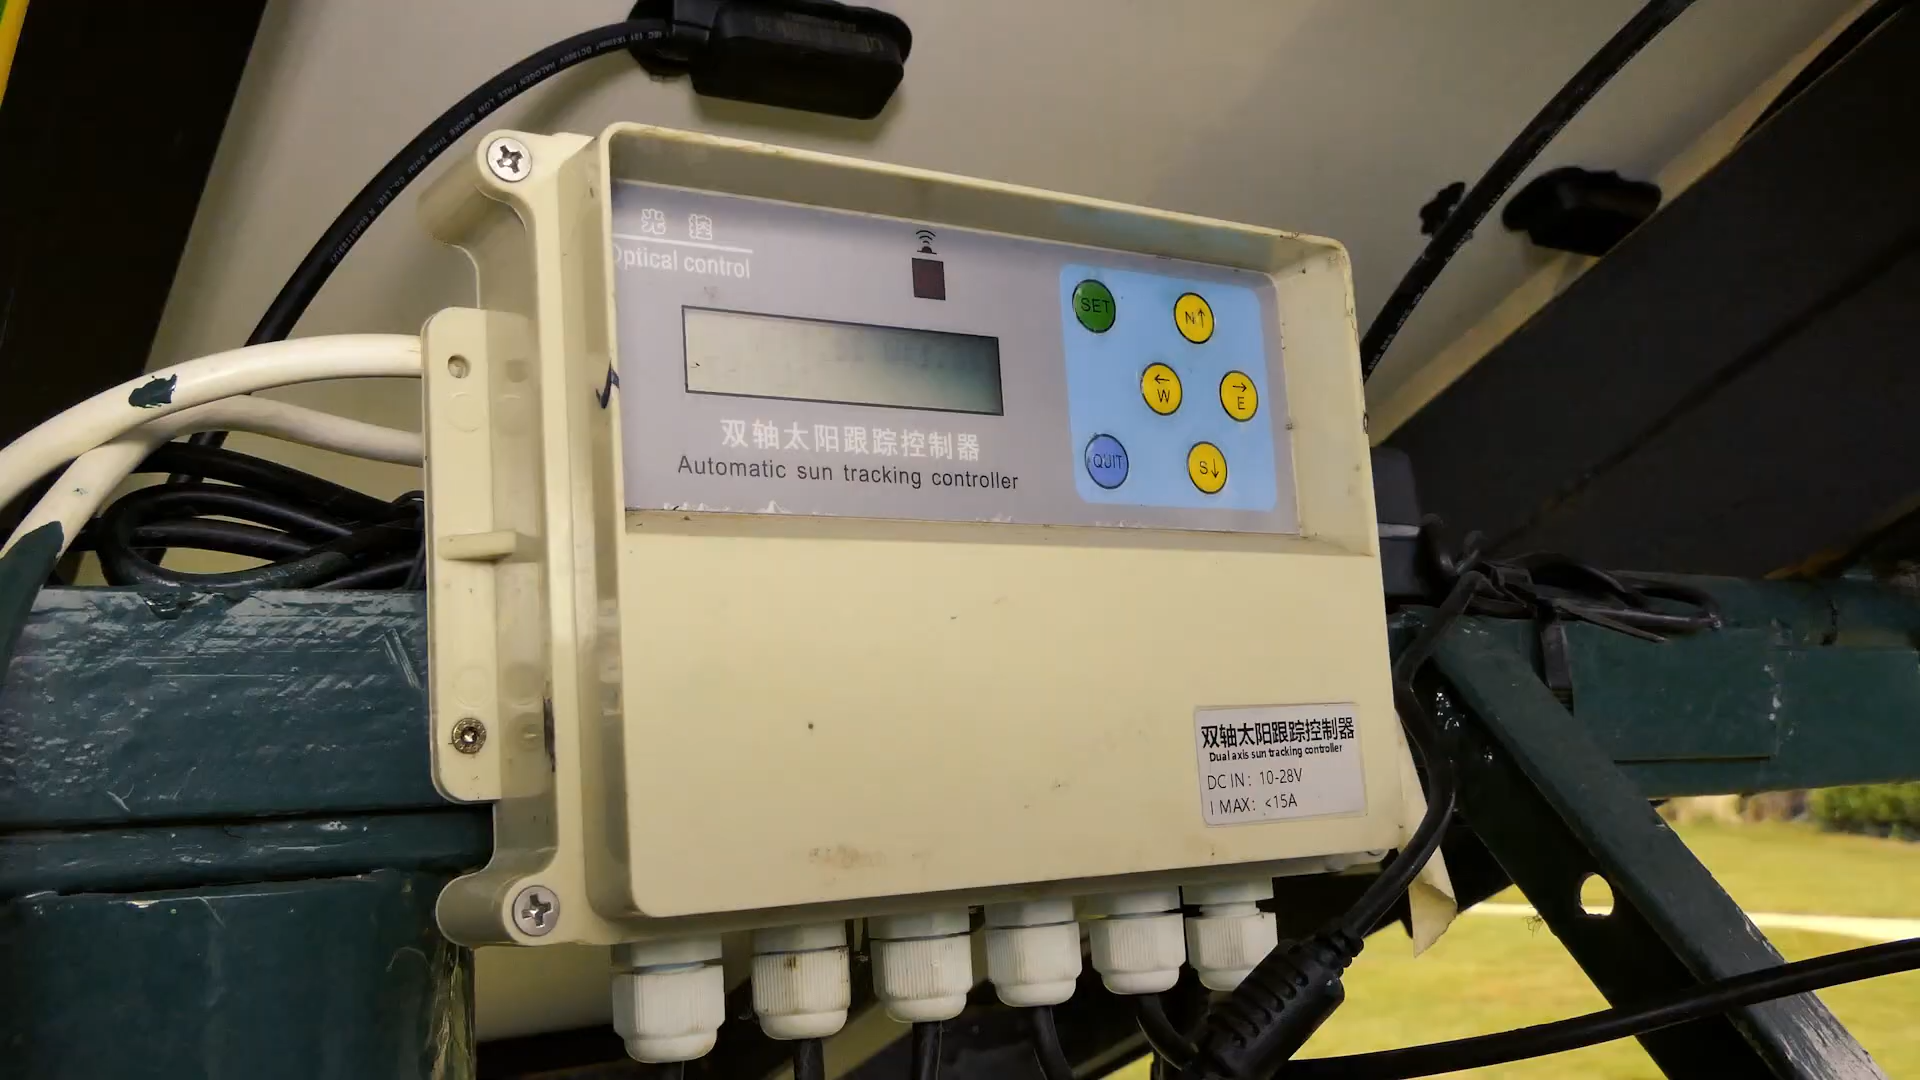 光 控
Optical control
SET
N↑
←
W
→
E
QUIT
S↓
双轴太阳跟踪控制器
Automatic sun tracking controller
双轴太阳跟踪控制器
Dual axis sun tracking controller
DC IN: 10-28V
I MAX: <15A